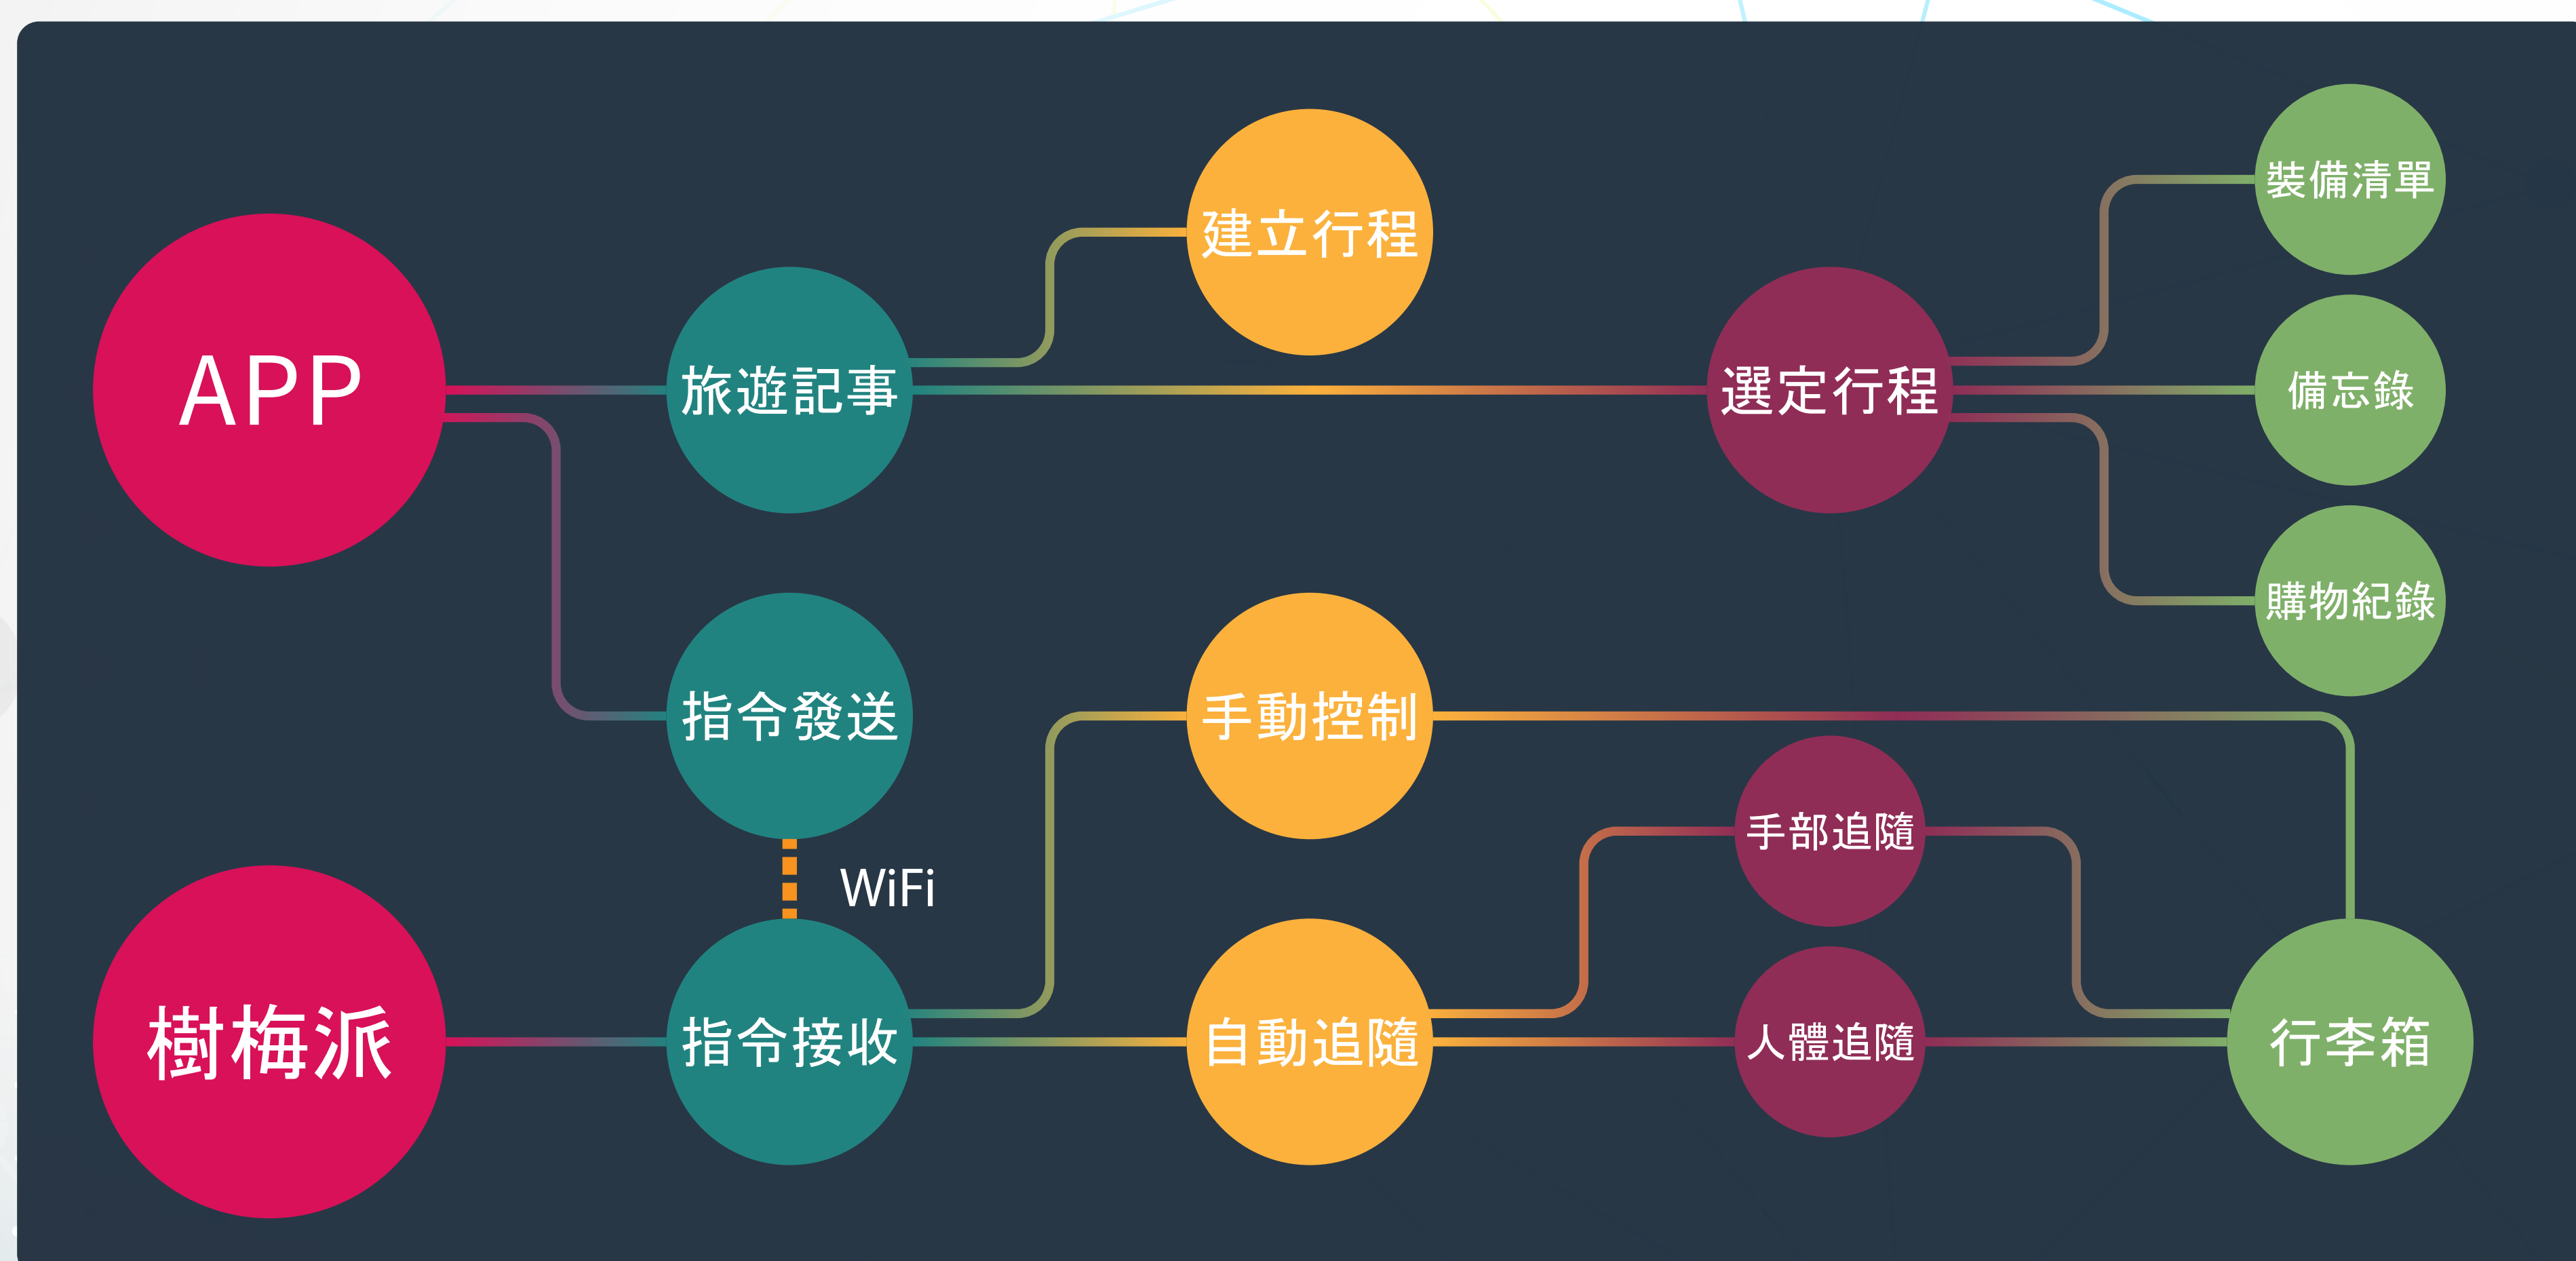 APP
旅遊記事
建立行程
選定行程
裝備清單
備忘錄
購物紀錄
指令發送
WiFi
樹梅派
指令接收
手動控制
自動追隨
手部追隨
人體追隨
行李箱